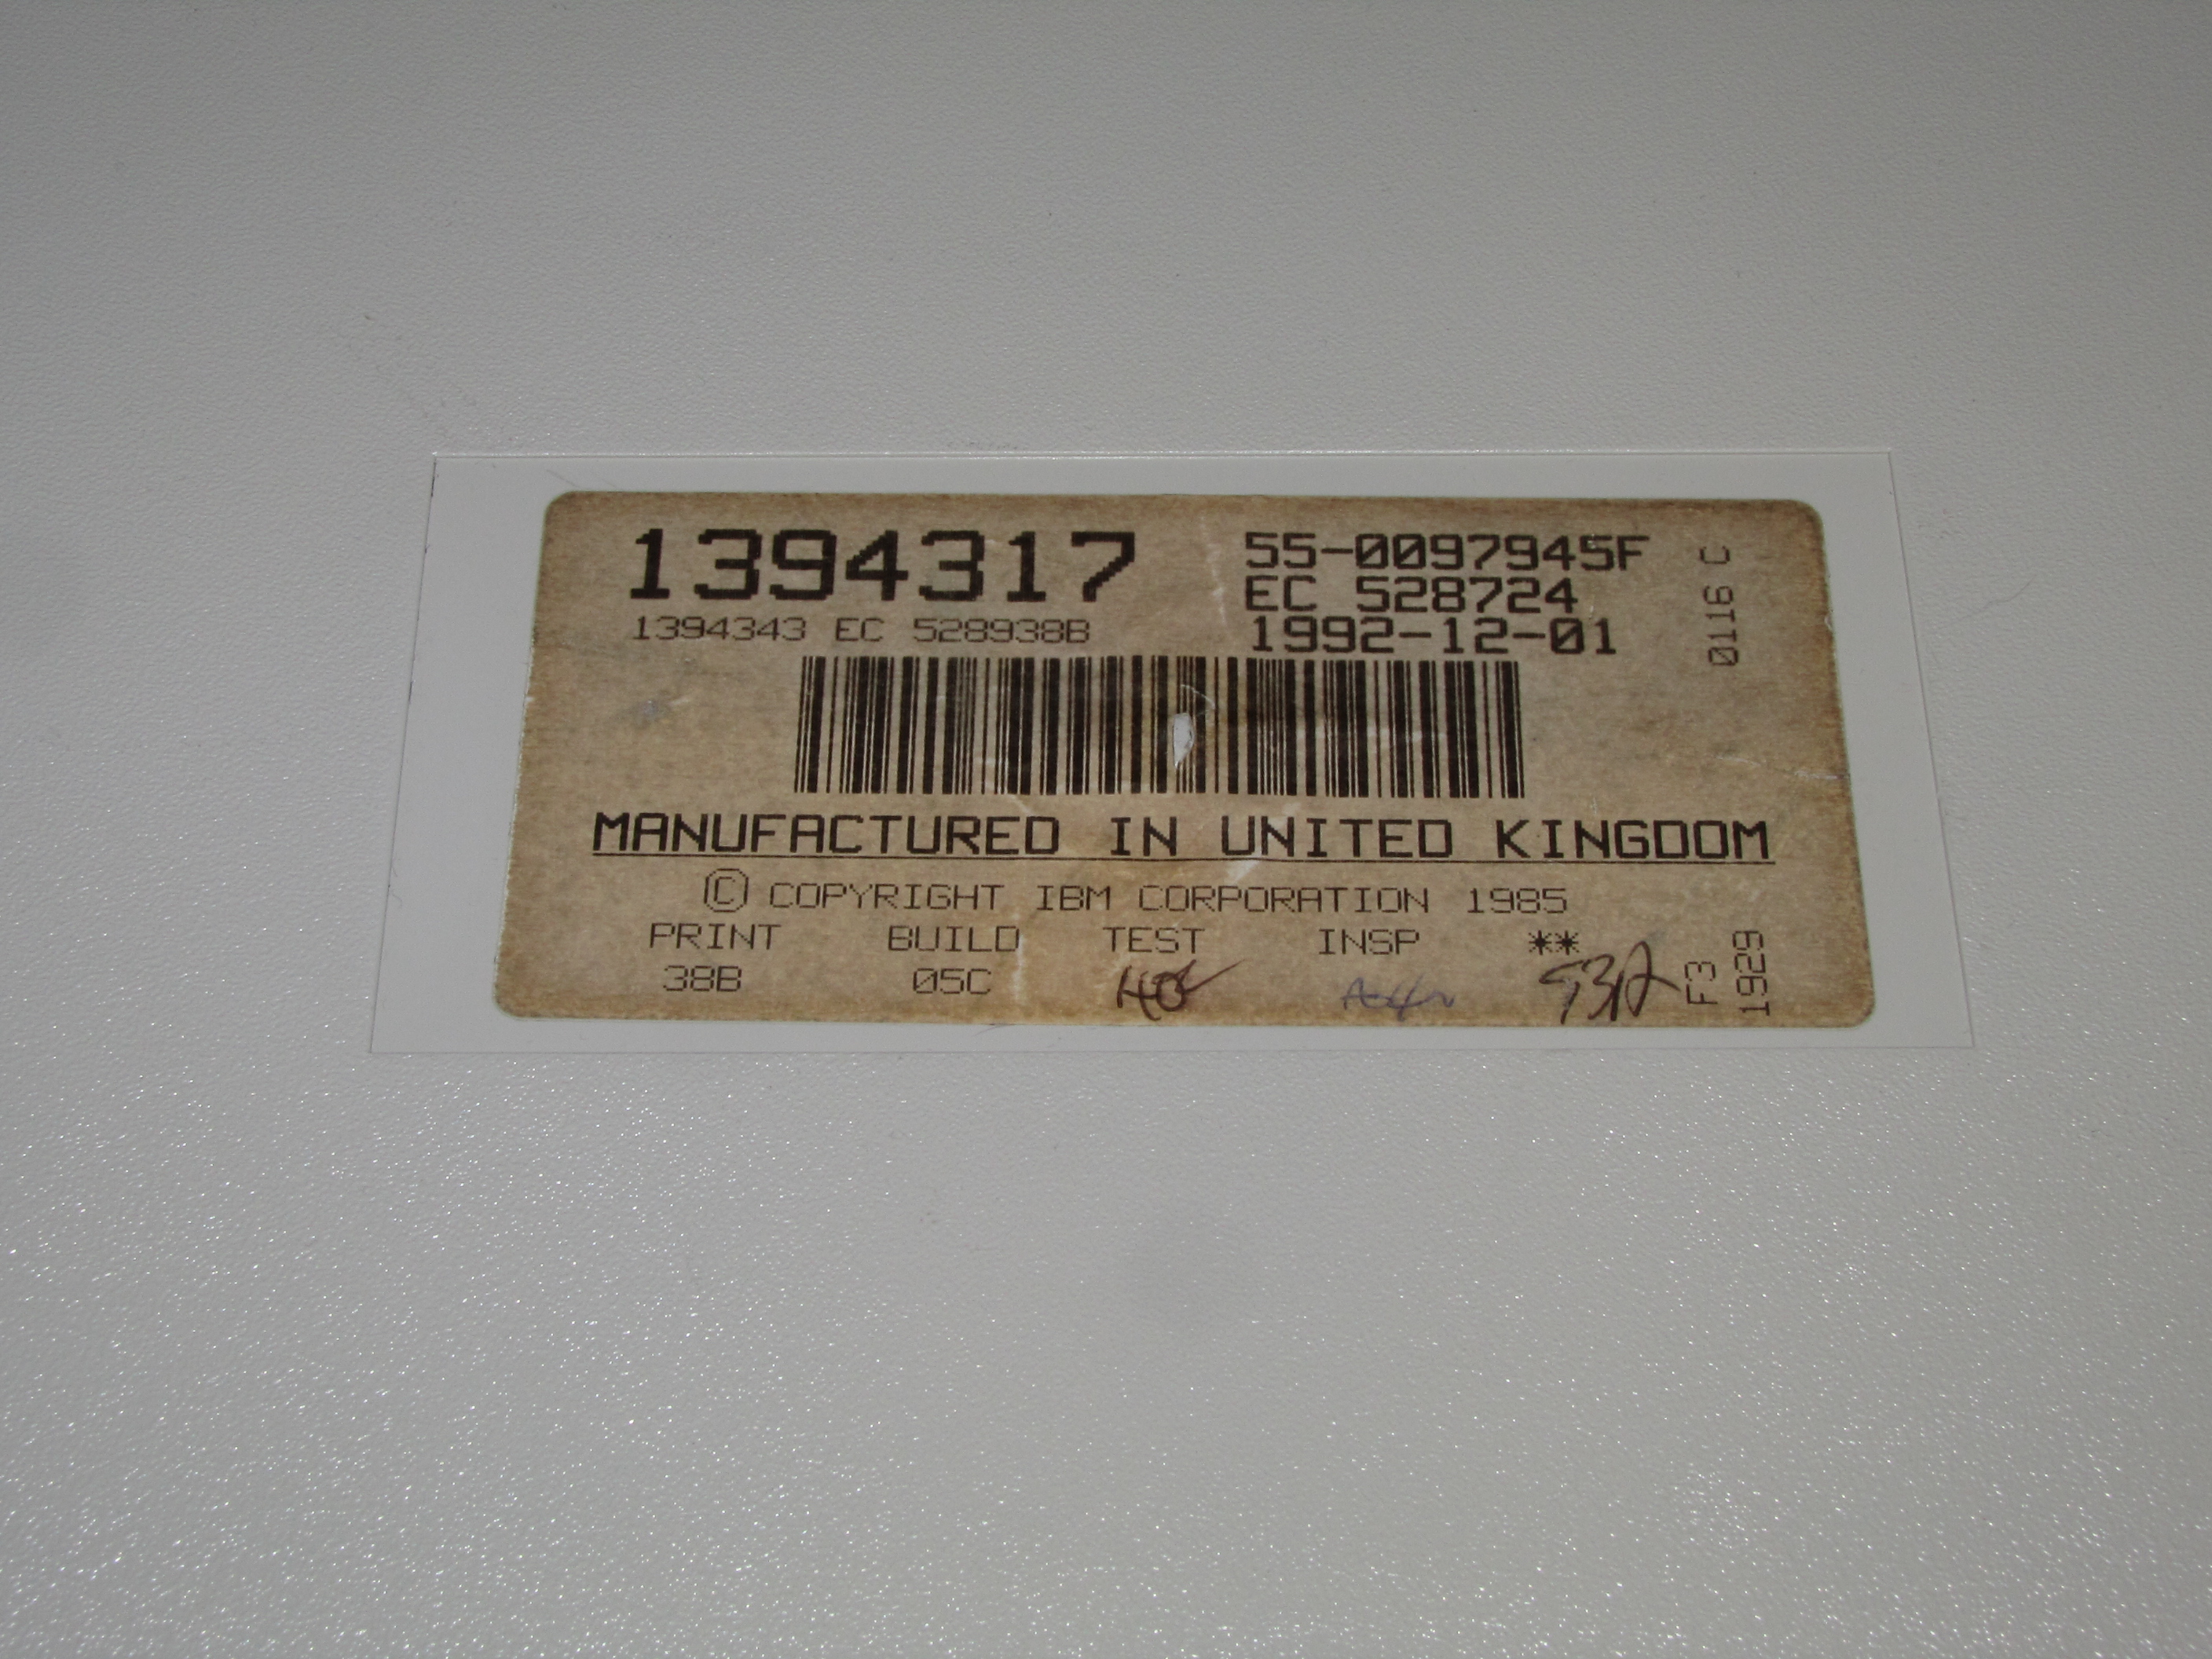 1394317
1394343 EC 528938B
55-0097945F
EC 528724
1992-12-01
0116 C
MANUFACTURED IN UNITED KINGDOM
© COPYRIGHT IBM CORPORATION 1985
PRINT BUILD TEST INSP **
38B 05C
F3
1929